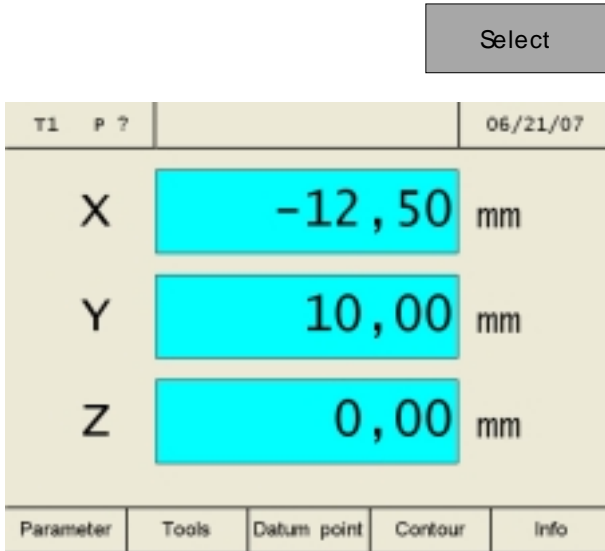 Select
T1 P ? 06/21/07
X -12,50 mm
Y 10,00 mm
Z 0,00 mm
Parameter Tools Datum point Contour Info